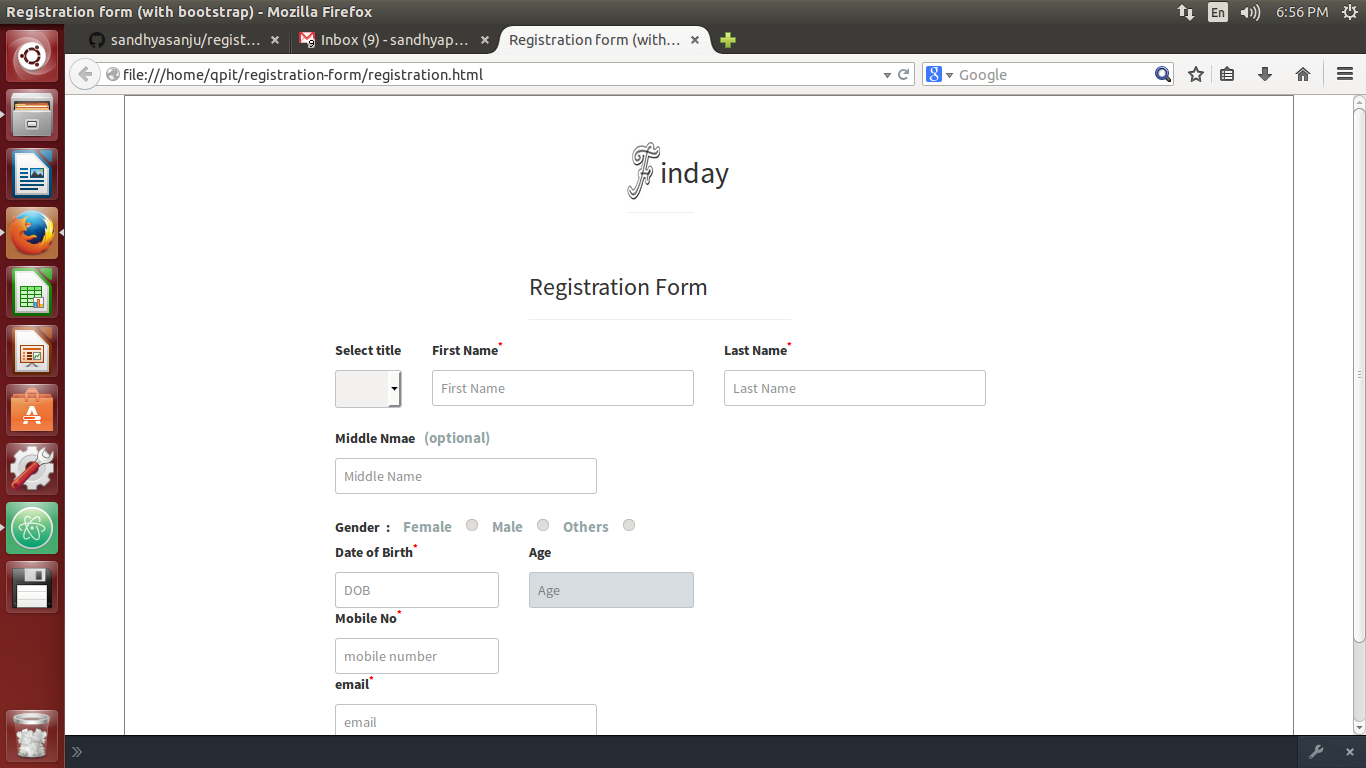 Registration form (with bootstrap) - Mozilla Firefox
En
6:56 PM
sandhyasanju/regist...
Inbox (9) - sandhyap...
Registration form (with...
file:///home/qpit/registration-form/registration.html
Google
Finday
Registration Form
Select title First Name* Last Name*
First Name Last Name
Middle Nmae (optional)
Middle Name
Gender : Female Male Others
Date of Birth* Age
DOB Age
Mobile No*
mobile number
email*
email